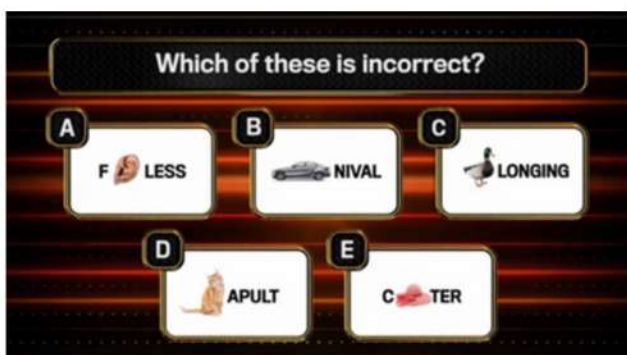 Which of these is incorrect?
A
F LESS
B
NIVAL
C
LONGING
D
APULT
E
C TER